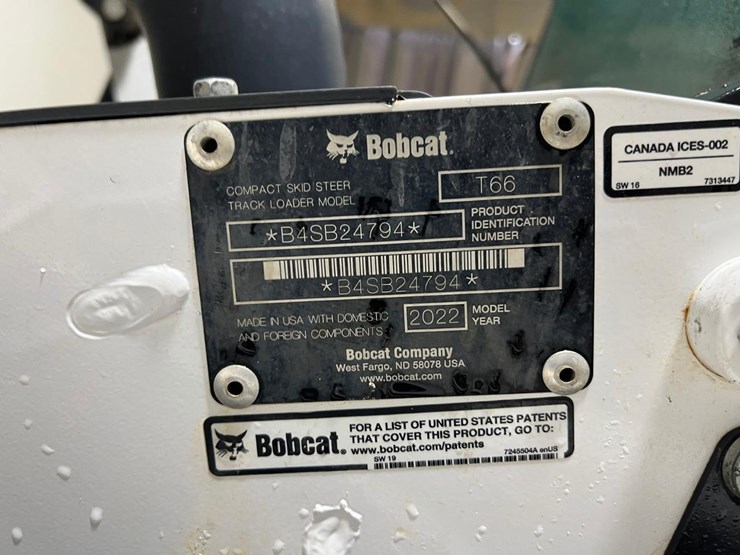 Bobcat.
COMPACT SKID STEER
TRACK LOADER MODEL
T66
*B4SB24794*
PRODUCT
IDENTIFICATION
NUMBER
*B4SB24794*
MADE IN USA WITH DOMESTIC
AND FOREIGN COMPONENTS
2022
MODEL
YEAR
Bobcat Company
West Fargo, ND 58078 USA
www.bobcat.com
CANADA ICES-002
NMB2
SW 16 7313447
Bobcat.
FOR A LIST OF UNITED STATES PATENTS
THAT COVER THIS PRODUCT, GO TO:
www.bobcat.com/patents
SW 19 7245504A enUS